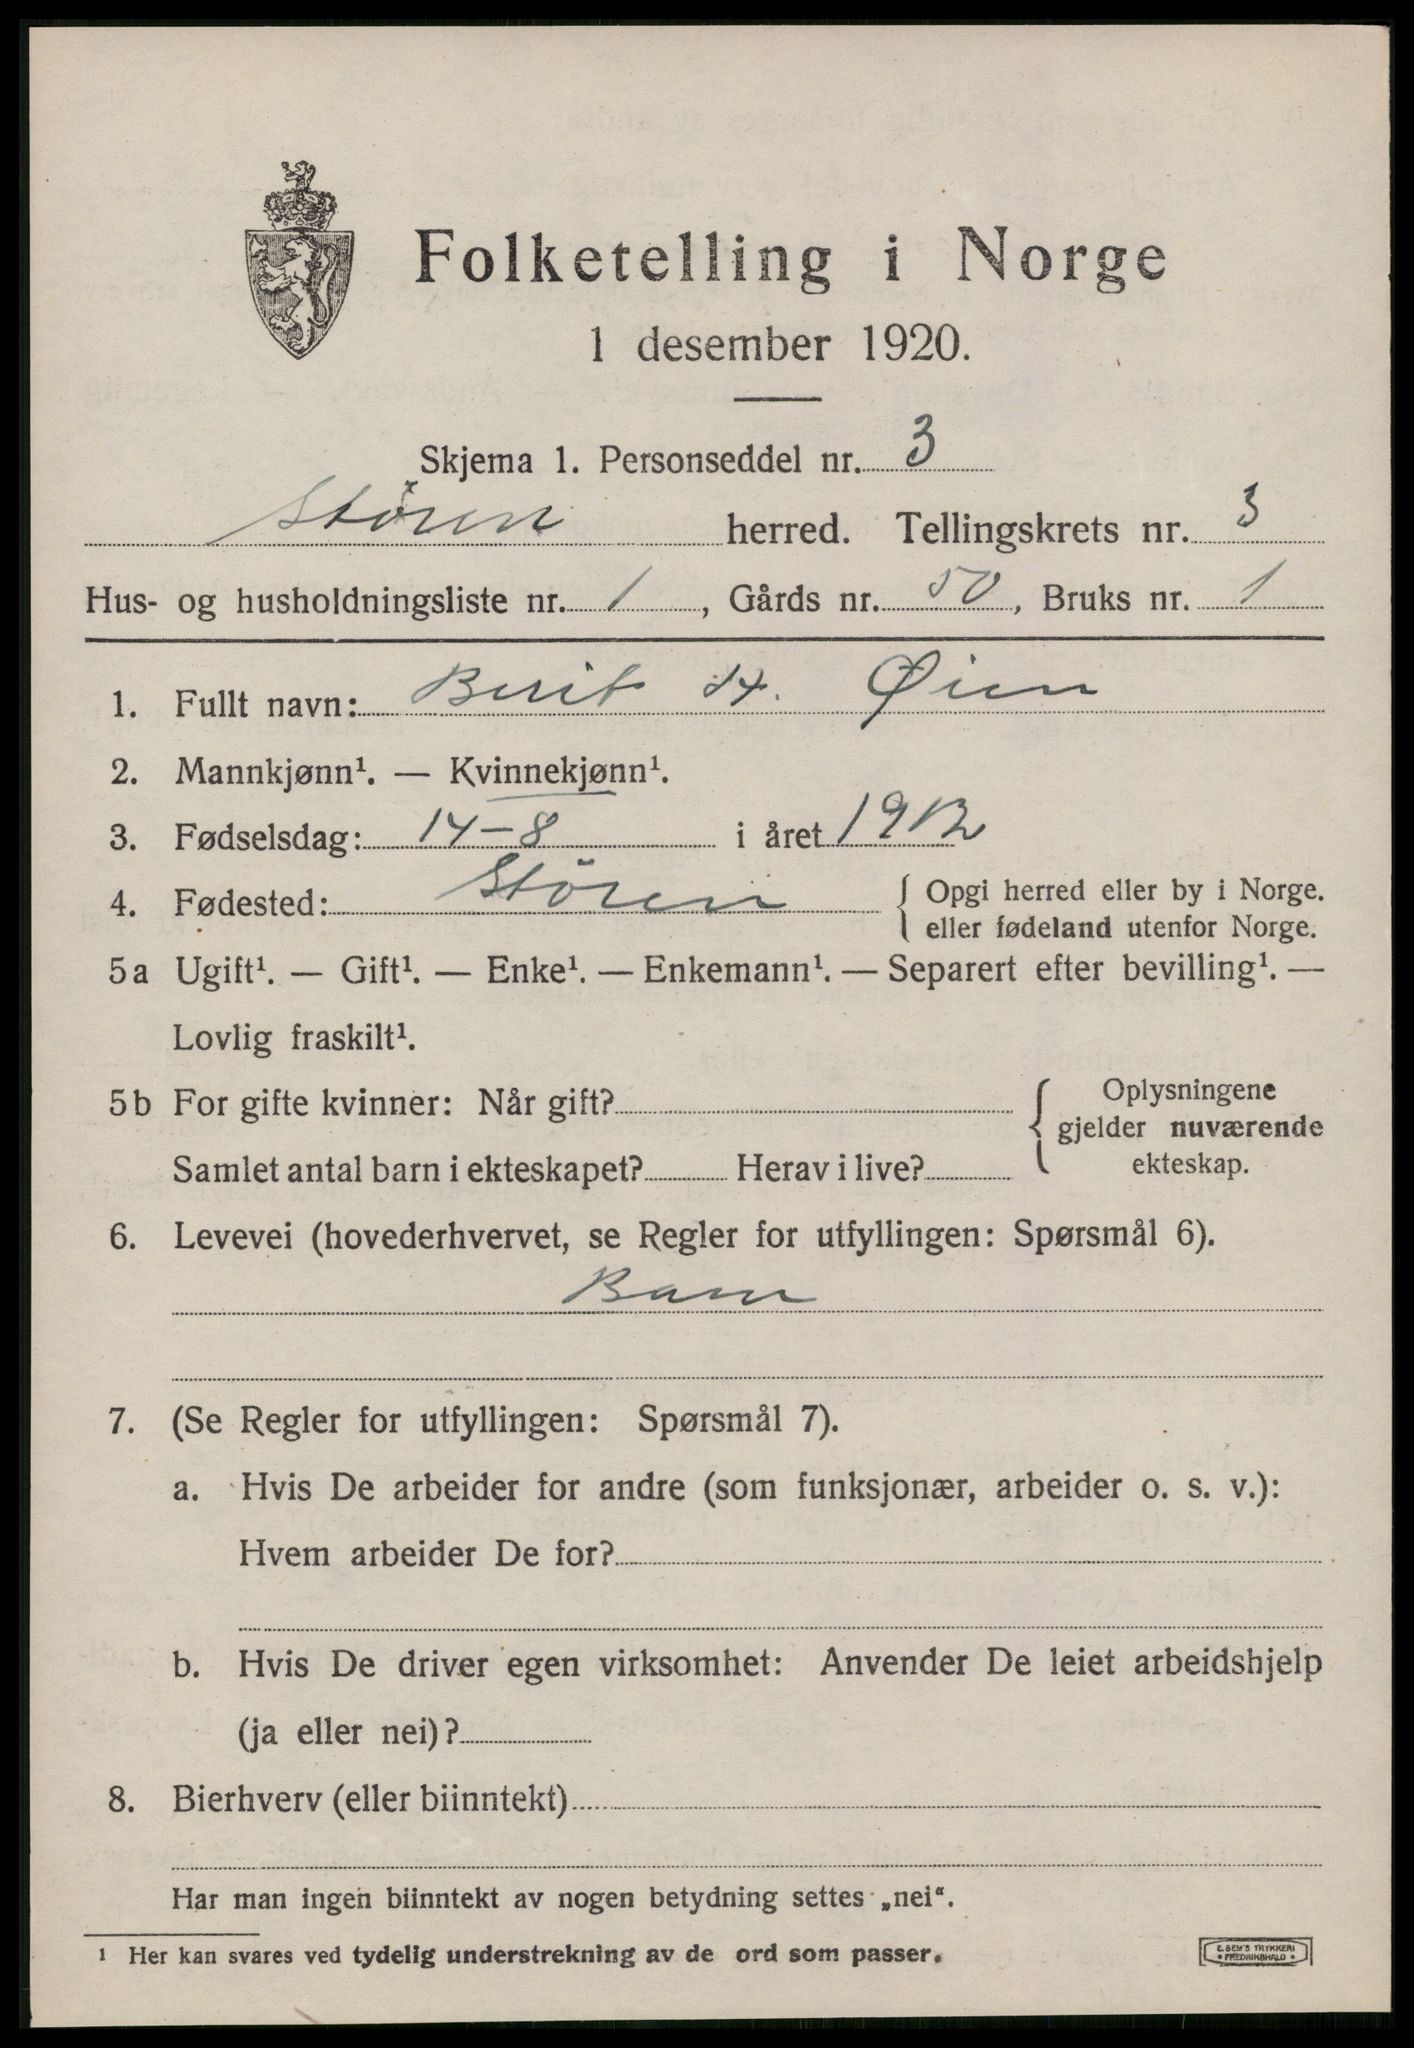 Folketelling i Norge
1 desember 1920.
Skjema 1. Personseddel nr. 3
Stören herred. Tellingskrets nr. 3
Hus- og husholdningsliste nr. 1, Gårds nr. 50, Bruks nr. 1
1. Fullt navn: Berit H. Øien
2. Mannkjønn¹. — Kvinnekjønn¹.
3. Fødselsdag: 14-8 i året 1912
4. Fødested: Stören { Opgi herred eller by i Norge.
eller fødeland utenfor Norge.
5a Ugift¹. — Gift¹. — Enke¹. — Enkemann¹. — Separert efter bevilling¹. —
Lovlig fraskilt¹.
5b For gifte kvinner: Når gift? { Oplysningene
gjelder nuværende
Samlet antal barn i ekteskapet? Herav i live? ekteskap.
6. Levevei (hovederhvervet, se Regler for utfyllingen: Spørsmål 6).
Barn
7. (Se Regler for utfyllingen: Spørsmål 7).
a. Hvis De arbeider for andre (som funksjonær, arbeider o. s. v.):
Hvem arbeider De for?
b. Hvis De driver egen virksomhet: Anvender De leiet arbeidshjelp
(ja eller nei)?
8. Bierhverv (eller biinntekt)
Har man ingen biinntekt av nogen betydning settes „nei“.
¹ Her kan svares ved tydelig understrekning av de ord som passer.
E. SEM'S TRYKKERI
• FREDRIKSHALD •